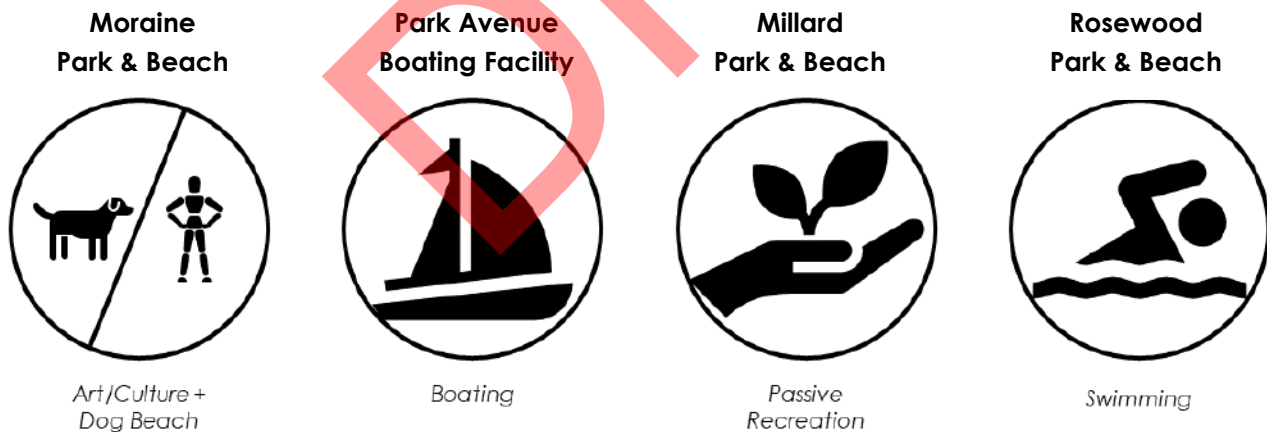 Moraine
Park & Beach
Park Avenue
Boating Facility
Millard
Park & Beach
Rosewood
Park & Beach
Art/Culture +
Dog Beach
Boating
Passive
Recreation
Swimming